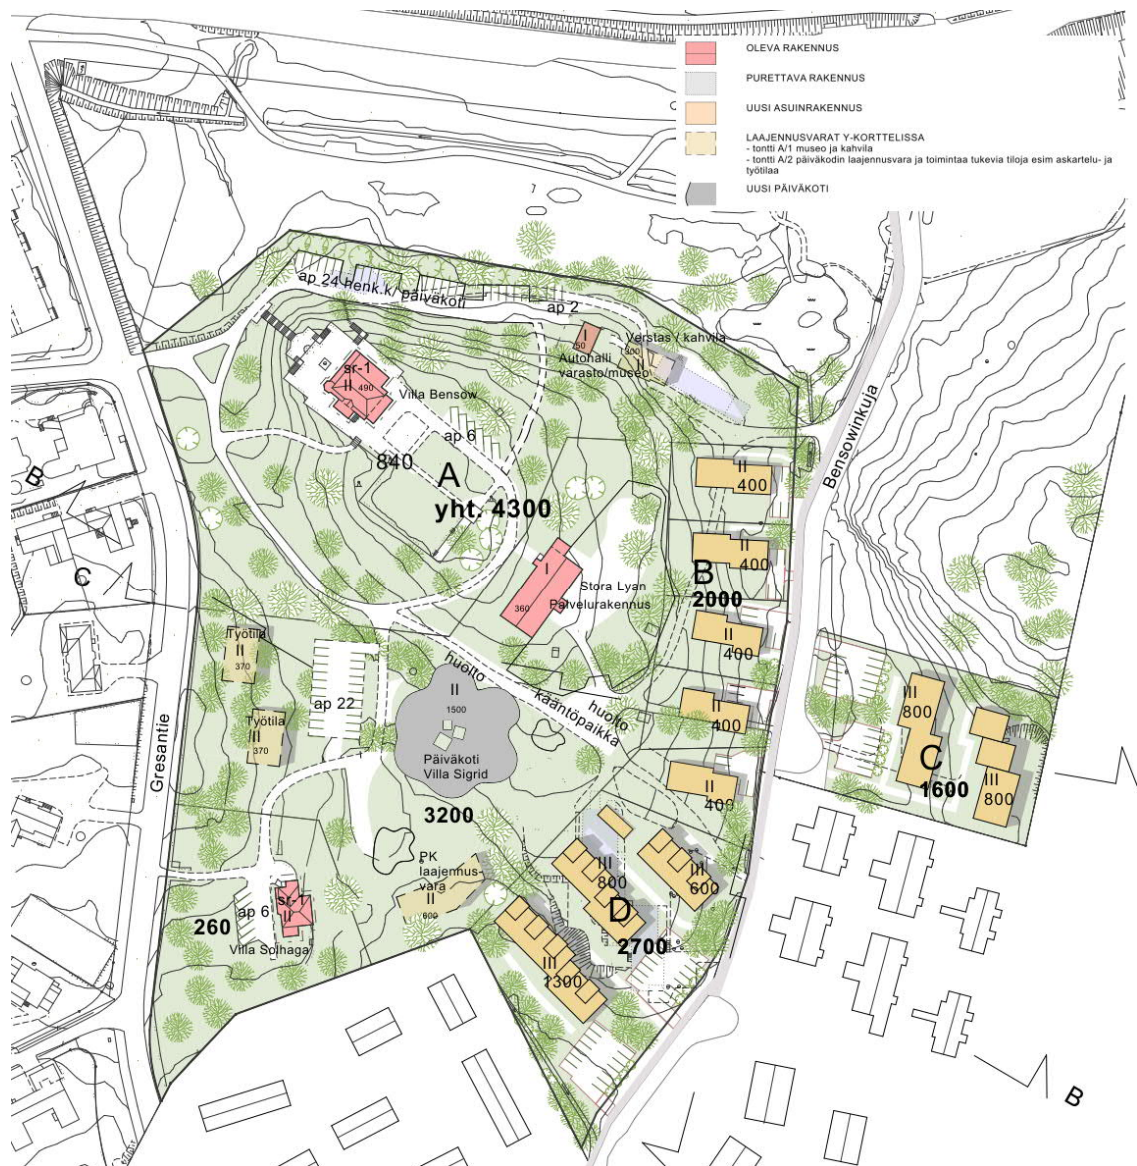 OLEVA RAKENNUS
PURETTAVA RAKENNUS
UUSI ASUINRAKENNUS
LAAJENNUSVARAT Y-KORTTELISSA
- tontti A/1 museo ja kahvila
- tontti A/2 päiväkodin laajennusvara ja toimintaa tukevia tiloja esim askartelu- ja
työtilaa
UUSI PÄIVÄKOTI
ap 24 henk.k/ päiväkoti
ap 2
I
50
Autohalli
varasto/museo
Verstas / kahvila
300
II
sr-1
II
490
Villa Bensow
ap 6
840
A
yht. 4300
Bensowinkuja
II
400
II
400
B
2000
II
400
II
400
II
400
I
360
Stora Lyan
Palvelurakennus
B
C
Gresantie
Työtila
II
370
Työtila
II
370
ap 22
huolto
huolto
kääntöpaikka
II
1500
Päiväkoti
Villa Sigrid
3200
PK
laajennus-
vara
II
600
sr-1
II
ap 6
260
Villa Solhaga
III
800
III
600
D
2700
III
1300
III
800
C
1600
III
800
B